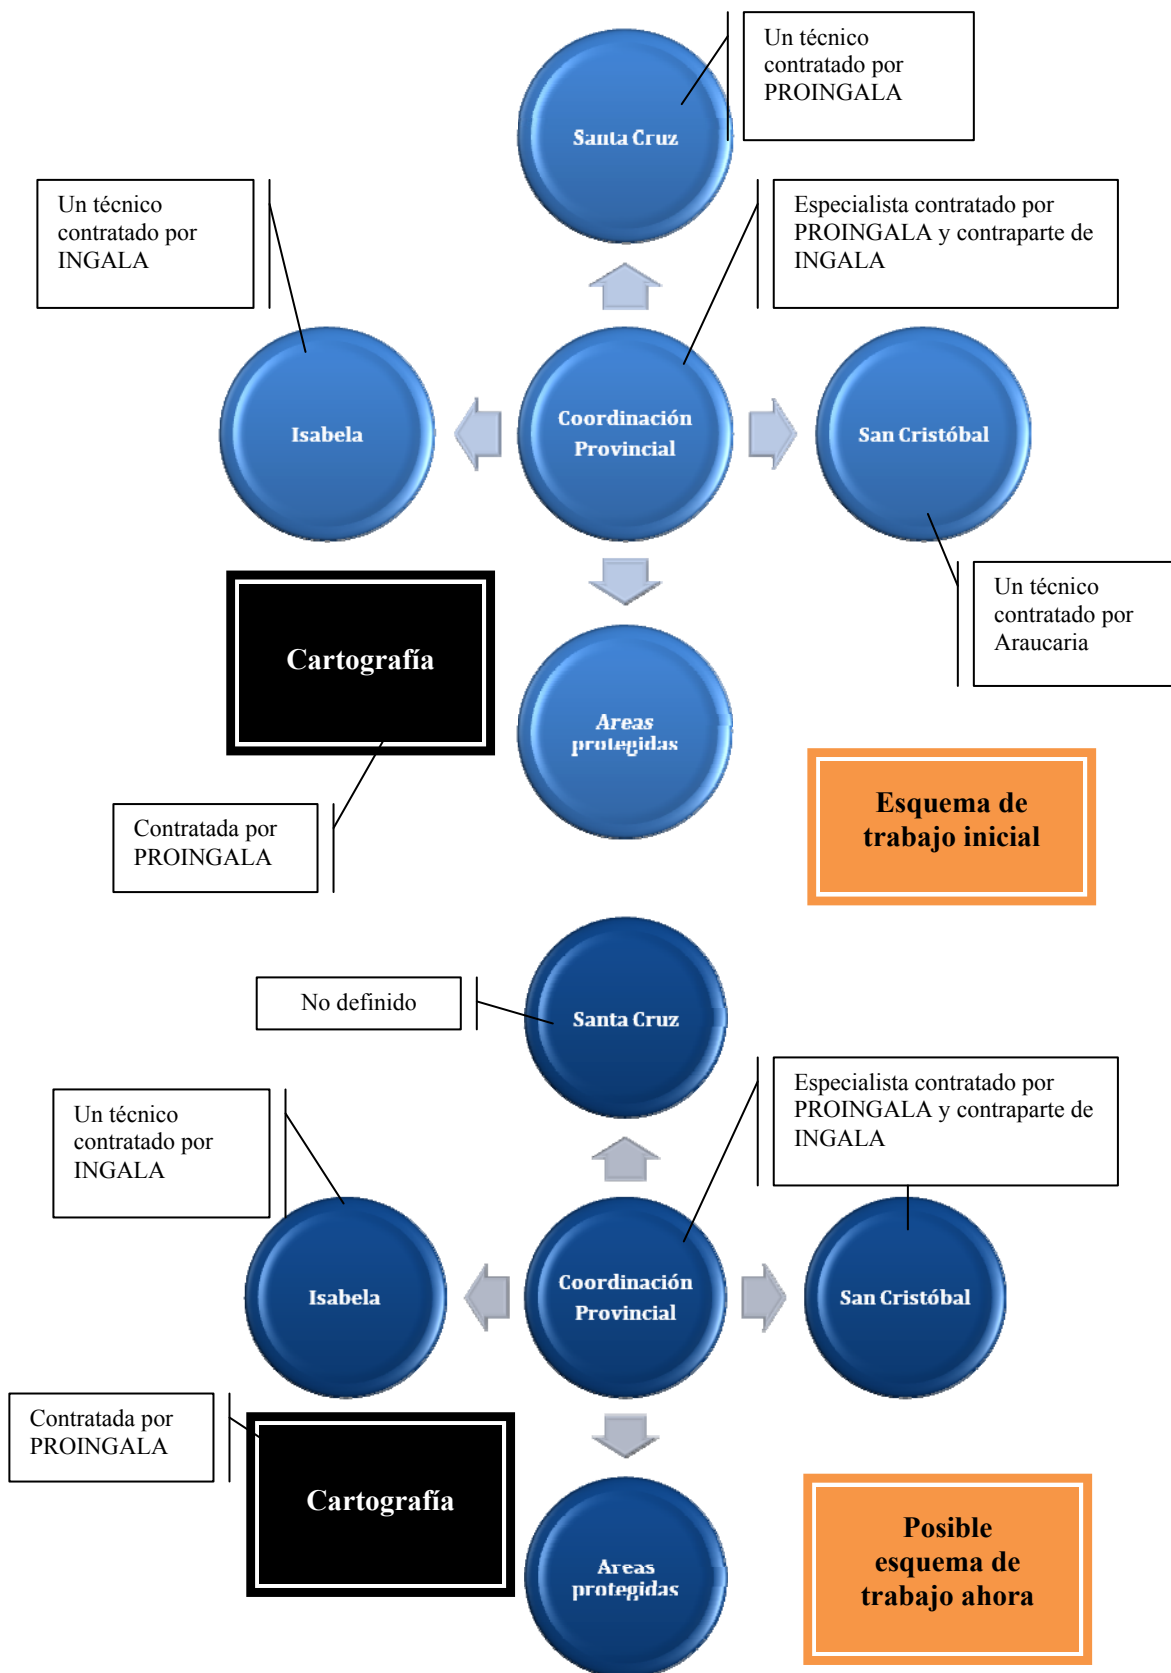 Un técnico
contratado por
PROINGALA
Santa Cruz
Un técnico
contratado por
INGALA
Especialista contratado por
PROINGALA y contraparte de
INGALA
Isabela
Coordinación
Provincial
San Cristóbal
Un técnico
contratado por
Araucaria
Cartografía
Areas
protegidas
Contratada por
PROINGALA
Esquema de
trabajo inicial
No definido
Santa Cruz
Un técnico
contratado por
INGALA
Especialista contratado por
PROINGALA y contraparte de
INGALA
Isabela
Coordinación
Provincial
San Cristóbal
Contratada por
PROINGALA
Cartografía
Areas
protegidas
Posible
esquema de
trabajo ahora